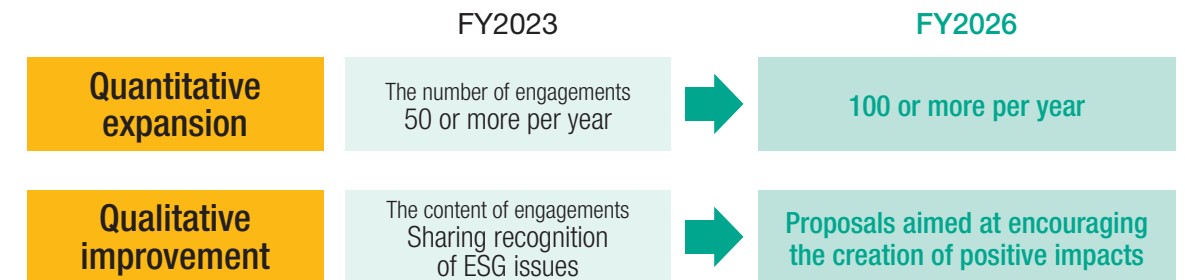 FY2023
FY2026
Quantitative
expansion
The number of engagements
50 or more per year
100 or more per year
Qualitative
improvement
The content of engagements
Sharing recognition
of ESG issues
Proposals aimed at encouraging
the creation of positive impacts